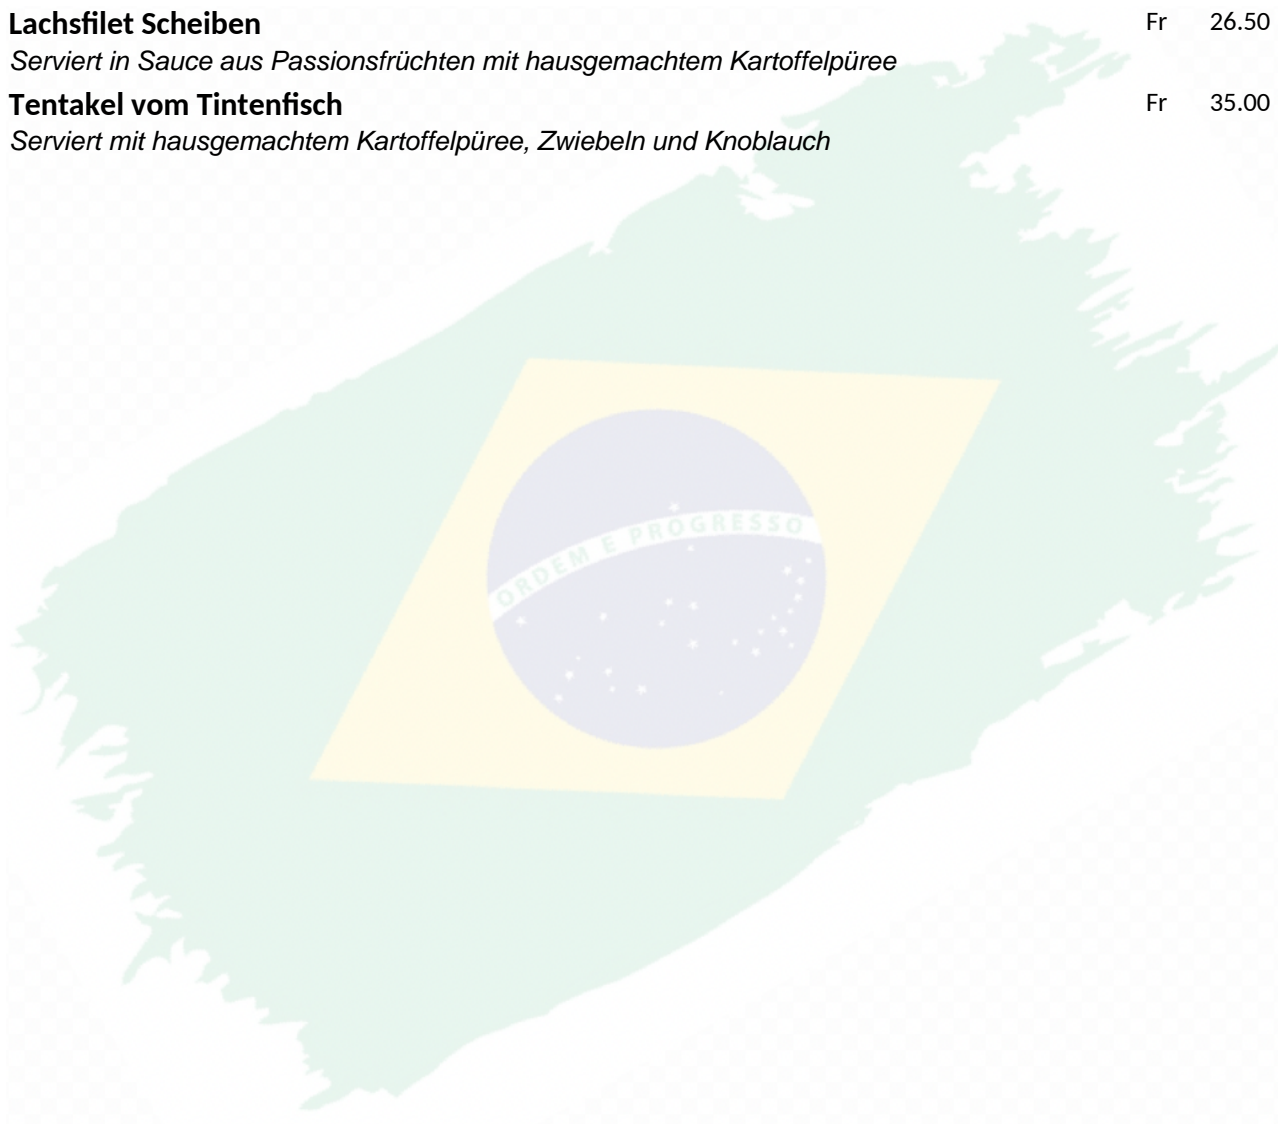 Lachsfilet Scheiben Fr 26.50
Serviert in Sauce aus Passionsfrüchten mit hausgemachtem Kartoffelpüree
Tentakel vom Tintenfisch Fr 35.00
Serviert mit hausgemachtem Kartoffelpüree, Zwiebeln und Knoblauch
ORDEM E PROGRESSO